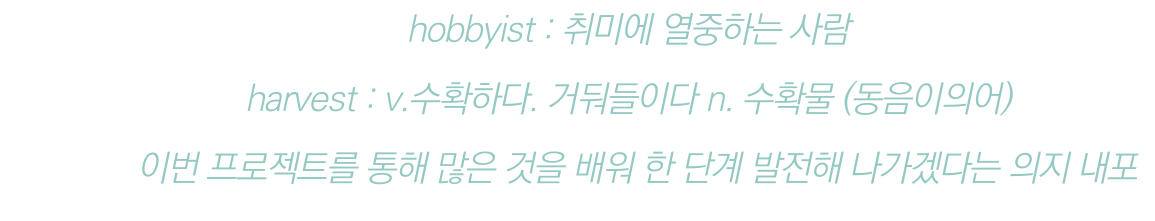 hobbyist : 취미에 열중하는 사람
harvest : v.수확하다. 거둬들이다 n. 수확물 (동음이의어)
이번 프로젝트를 통해 많은 것을 배워 한 단계 발전해 나가겠다는 의지 내포